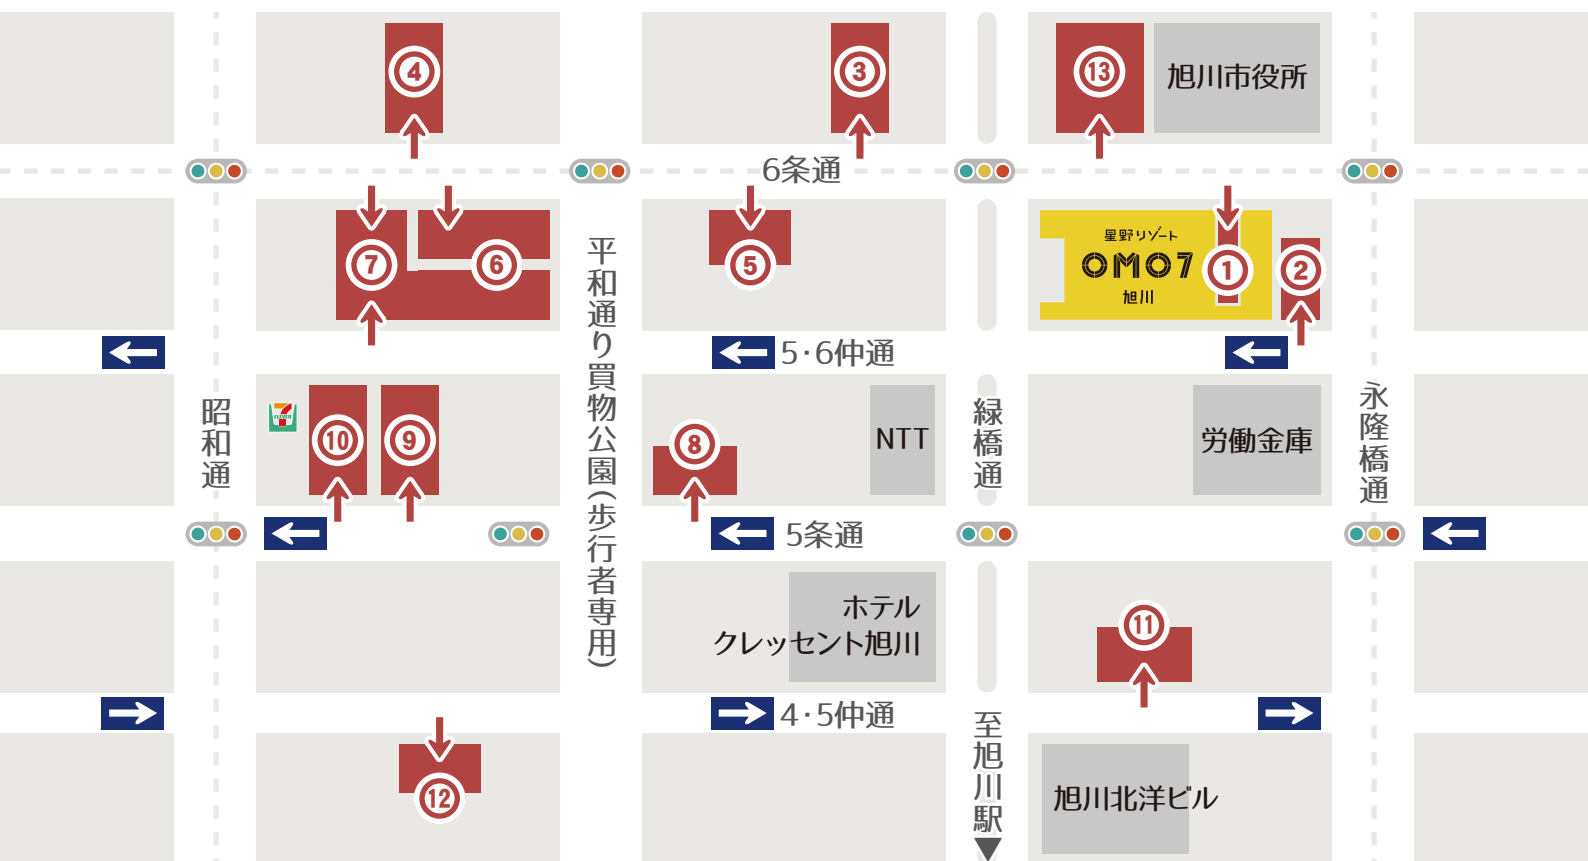 4
3
13
旭川市役所
6条通
7
6
5
星野リゾート
OMO7
旭川
1
2
平和通り買物公園(歩行者専用)
5・6仲通
昭和通
7
ELEVEN
10
9
8
NTT
緑橋通
労働金庫
永隆橋通
5条通
ホテル
クレッセント旭川
11
4・5仲通
12
至旭川駅▼
旭川北洋ビル